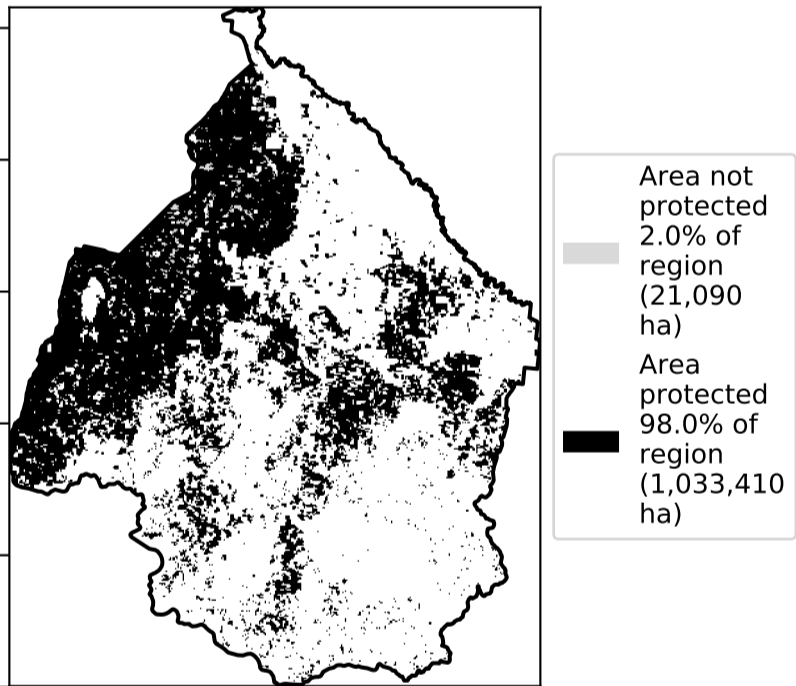 Area not
protected
2.0% of
region
(21,090
ha)
Area
protected
98.0% of
region
(1,033,410
ha)